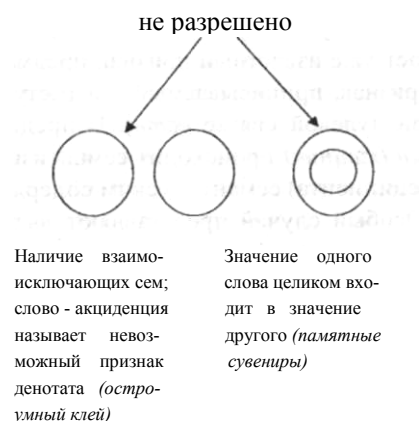 не разрешено
Наличие взаимо-
исключающих сем;
слово - акциденция
называет невоз-
можный признак
денотата (остро-
умный клей)
Значение одного
слова целиком вхо-
дит в значение
другого (памятные
сувениры)